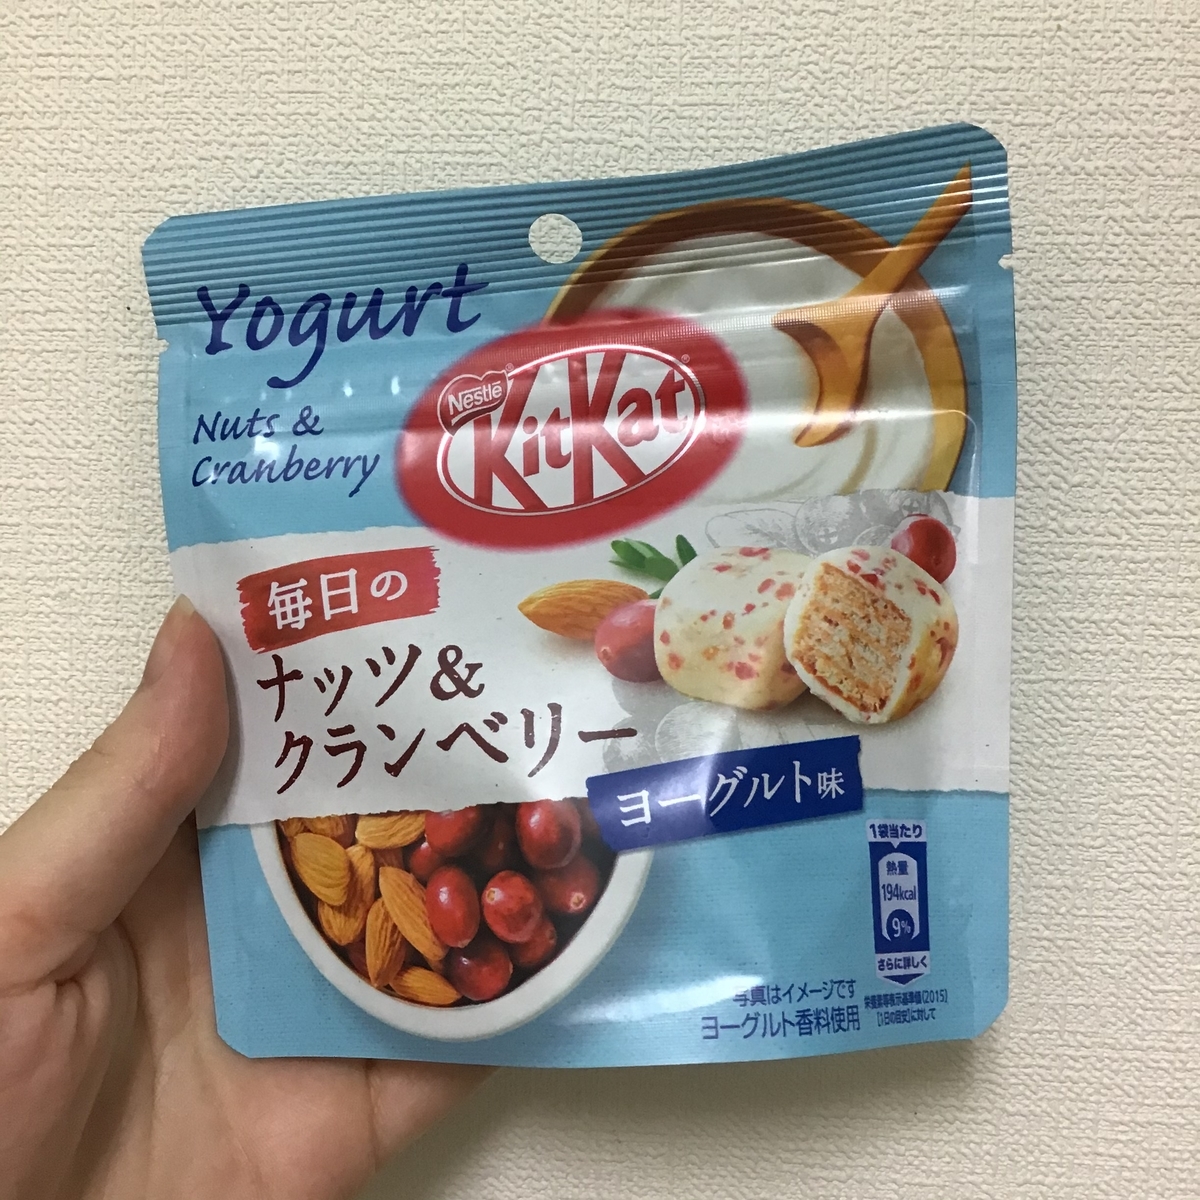 Yogurt
Nuts &
Cranberry
Nestlé®
KitKat®
毎日の
ナッツ&
クランベリー
ヨーグルト味
1袋当たり
熱量
194kcal
9%
さらに詳しく
栄養素等表示基準値(2015)
[1日の目安]に対して
写真はイメージです
ヨーグルト香料使用